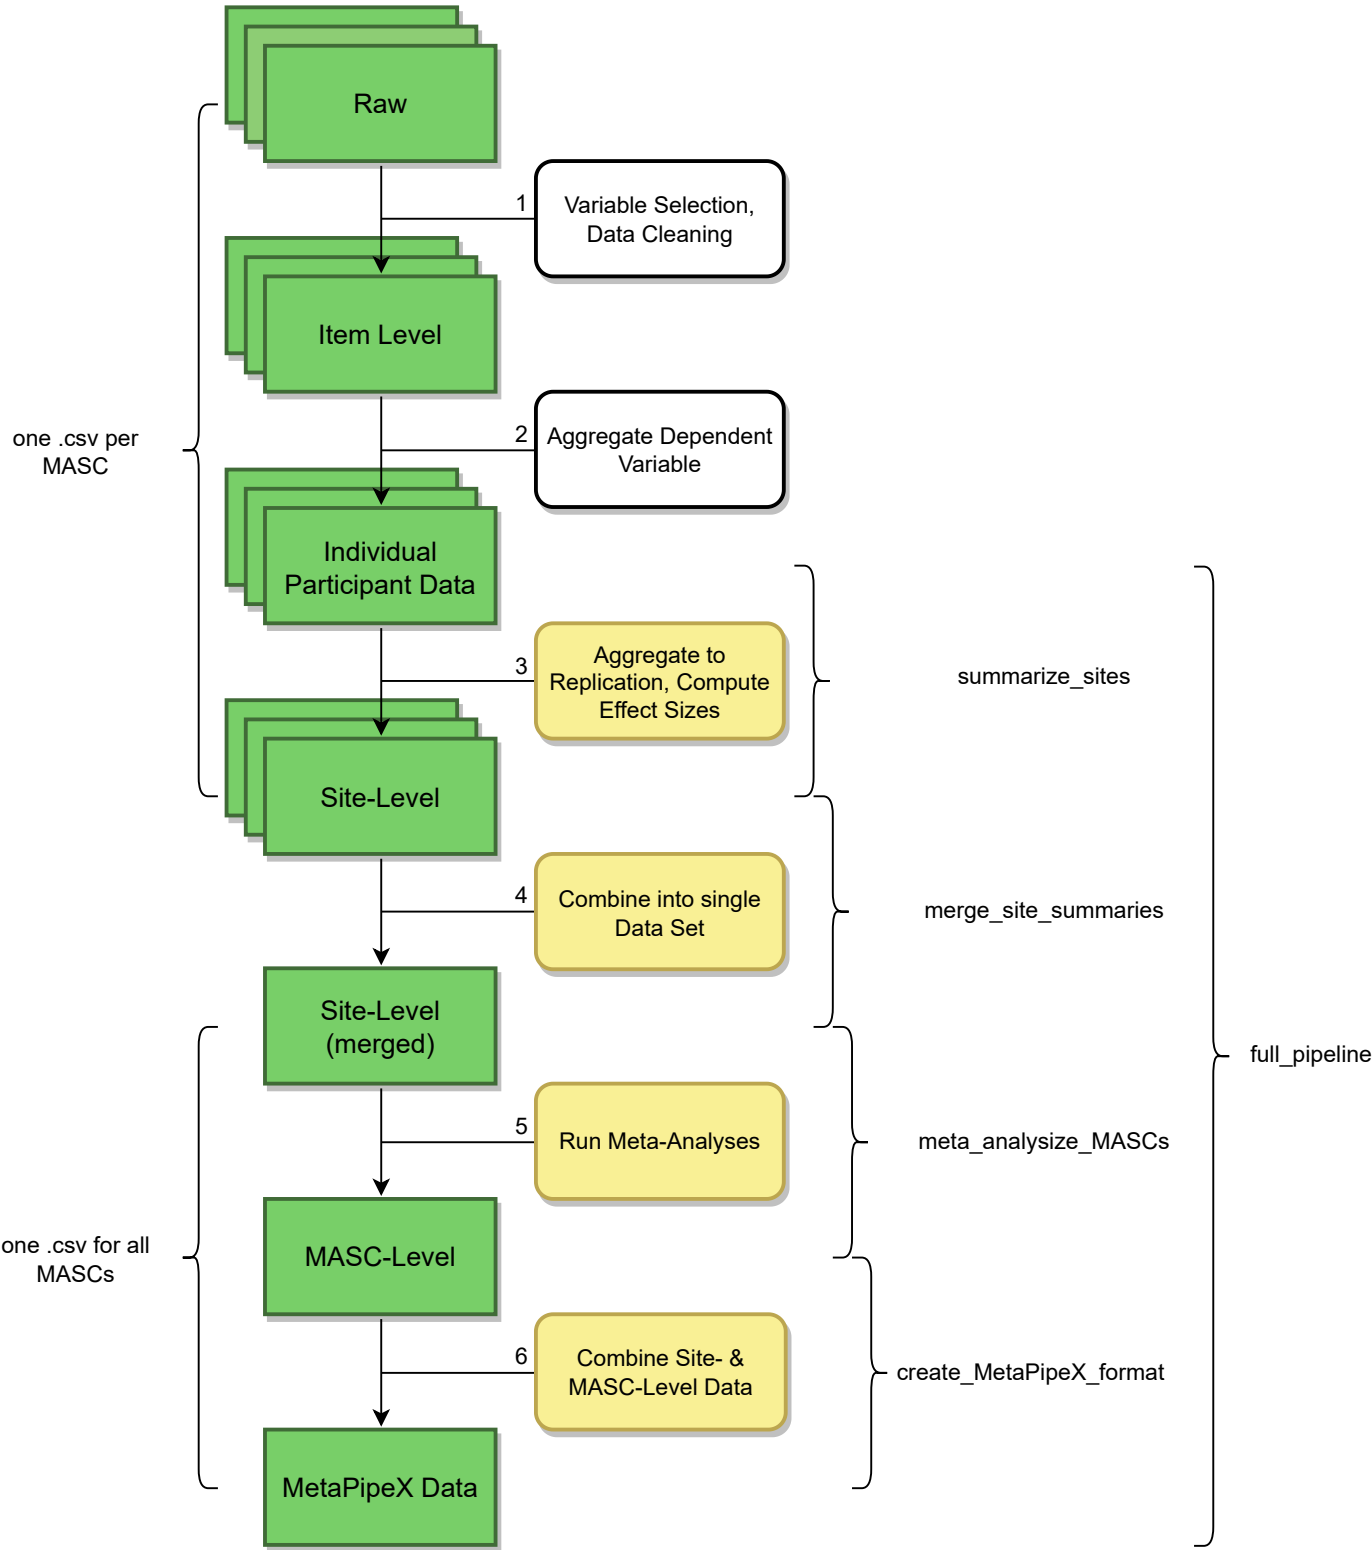 Raw
1
Variable Selection,
Data Cleaning
Item Level
one .csv per
MASC
2
Aggregate Dependent
Variable
Individual
Participant Data
3
Aggregate to
Replication, Compute
Effect Sizes
summarize_sites
Site-Level
4
Combine into single
Data Set
merge_site_summaries
Site-Level
(merged)
full_pipeline
5
Run Meta-Analyses
meta_analysize_MASCs
one .csv for all
MASCs
MASC-Level
6
Combine Site- &
MASC-Level Data
create_MetaPipeX_format
MetaPipeX Data